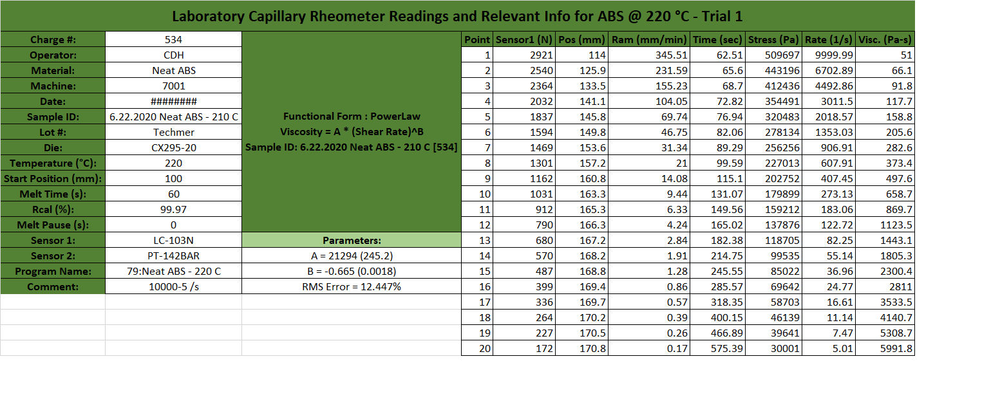 Laboratory Capillary Rheometer Readings and Relevant Info for ABS @ 220 °C - Trial 1
Charge #: 534
Operator: CDH
Material: Neat ABS
Machine: 7001
Date: ########
Sample ID: 6.22.2020 Neat ABS - 210 C
Lot #: Techmer
Die: CX295-20
Temperature (°C): 220
Start Position (mm): 100
Melt Time (s): 60
Rcal (%): 99.97
Melt Pause (s): 0
Sensor 1: LC-103N
Sensor 2: PT-142BAR
Program Name: 79:Neat ABS - 220 C
Comment: 10000-5 /s
Functional Form : PowerLaw
Viscosity = A * (Shear Rate)^B
Sample ID: 6.22.2020 Neat ABS - 210 C [534]
Parameters:
A = 21294 (245.2)
B = -0.665 (0.0018)
RMS Error = 12.447%
Point Sensor1 (N) Pos (mm) Ram (mm/min) Time (sec) Stress (Pa) Rate (1/s) Visc. (Pa-s)
1 2921 114 345.51 62.51 509697 9999.99 51
2 2540 125.9 231.59 65.6 443196 6702.89 66.1
3 2364 133.5 155.23 68.7 412436 4492.86 91.8
4 2032 141.1 104.05 72.82 354491 3011.5 117.7
5 1837 145.8 69.74 76.94 320483 2018.57 158.8
6 1594 149.8 46.75 82.06 278134 1353.03 205.6
7 1469 153.6 31.34 89.29 256256 906.91 282.6
8 1301 157.2 21 99.59 227013 607.91 373.4
9 1162 160.8 14.08 115.1 202752 407.45 497.6
10 1031 163.3 9.44 131.07 179899 273.13 658.7
11 912 165.3 6.33 149.56 159212 183.06 869.7
12 790 166.3 4.24 165.02 137876 122.72 1123.5
13 680 167.2 2.84 182.38 118705 82.25 1443.1
14 570 168.2 1.91 214.75 99535 55.14 1805.3
15 487 168.8 1.28 245.55 85022 36.96 2300.4
16 399 169.4 0.86 285.57 69642 24.77 2811
17 336 169.7 0.57 318.35 58703 16.61 3533.5
18 264 170.2 0.39 400.15 46139 11.14 4140.7
19 227 170.5 0.26 466.89 39641 7.47 5308.7
20 172 170.8 0.17 575.39 30001 5.01 5991.8